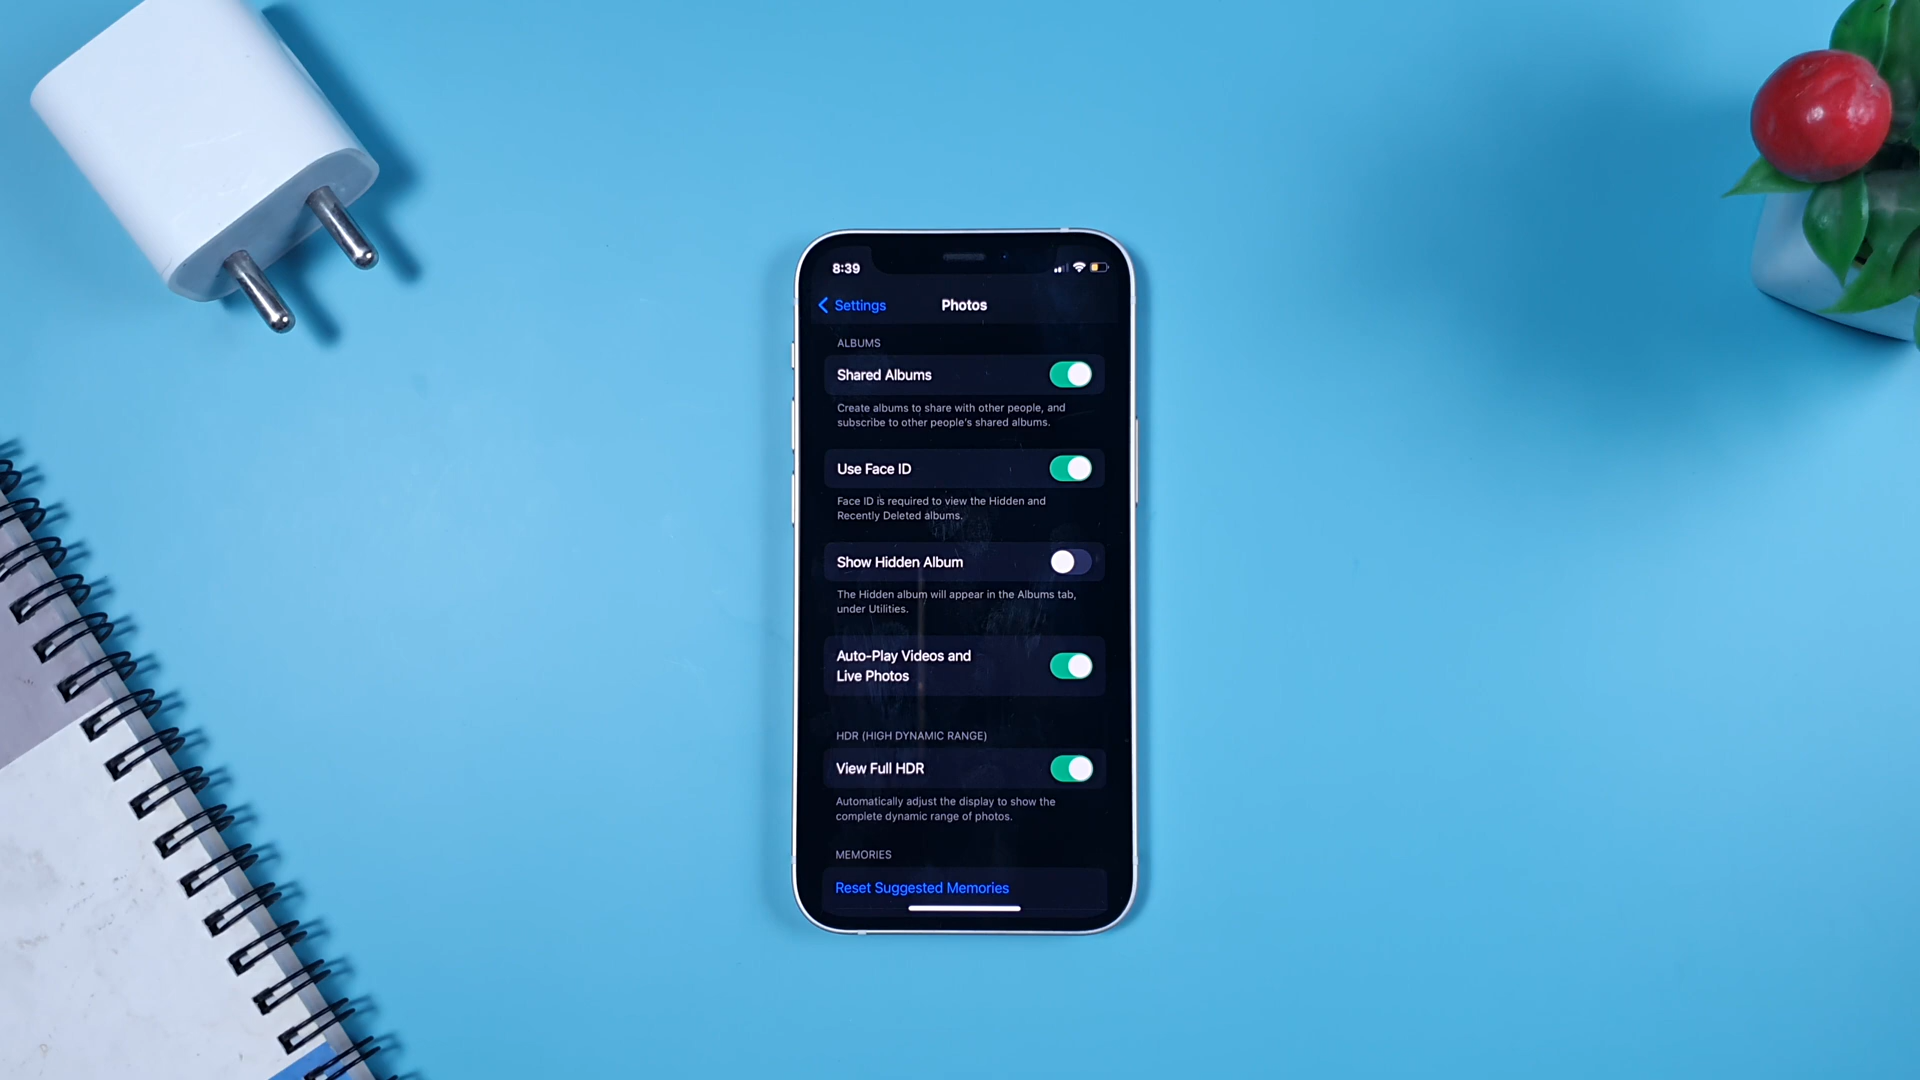 8:39
Settings
Photos
ALBUMS
Shared Albums
Create albums to share with other people, and
subscribe to other people's shared albums.
Use Face ID
Face ID is required to view the Hidden and
Recently Deleted albums.
Show Hidden Album
The Hidden album will appear in the Albums tab,
under Utilities.
Auto-Play Videos and
Live Photos
HDR (HIGH DYNAMIC RANGE)
View Full HDR
Automatically adjust the display to show the
complete dynamic range of photos.
MEMORIES
Reset Suggested Memories